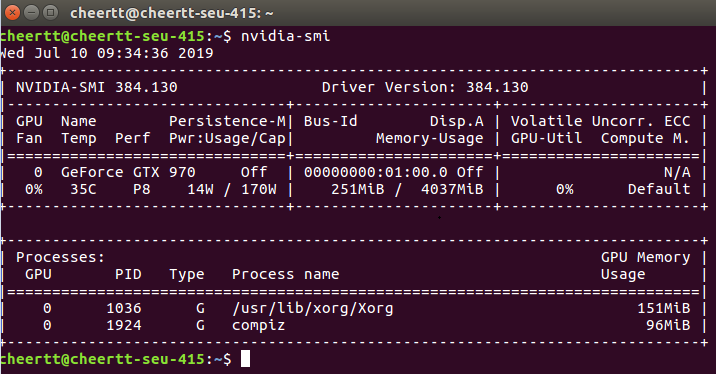 cheertt@cheertt-seu-415: ~
cheertt@cheertt-seu-415:~$ nvidia-smi
Wed Jul 10 09:34:36 2019
+-----------------------------------------------------------------------------+
| NVIDIA-SMI 384.130                Driver Version: 384.130                   |
|-------------------------------+----------------------+----------------------+
| GPU  Name        Persistence-M| Bus-Id        Disp.A | Volatile Uncorr. ECC |
| Fan  Temp  Perf  Pwr:Usage/Cap|         Memory-Usage | GPU-Util  Compute M. |
|===============================+======================+======================|
|   0  GeForce GTX 970     Off  | 00000000:01:00.0 Off |                  N/A |
|  0%   35C    P8    14W / 170W |    251MiB /  4037MiB |      0%      Default |
+-------------------------------+----------------------+----------------------+
+-----------------------------------------------------------------------------+
| Processes:                                                       GPU Memory |
|  GPU       PID   Type   Process name                             Usage      |
|=============================================================================|
|    0      1036      G   /usr/lib/xorg/Xorg                           151MiB |
|    0      1924      G   compiz                                        96MiB |
+-----------------------------------------------------------------------------+
cheertt@cheertt-seu-415:~$